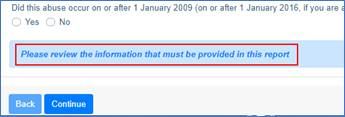 Did this abuse occur on or after 1 January 2009 (on or after 1 January 2016, if you are a
Yes No
Please review the information that must be provided in this report
Back Continue